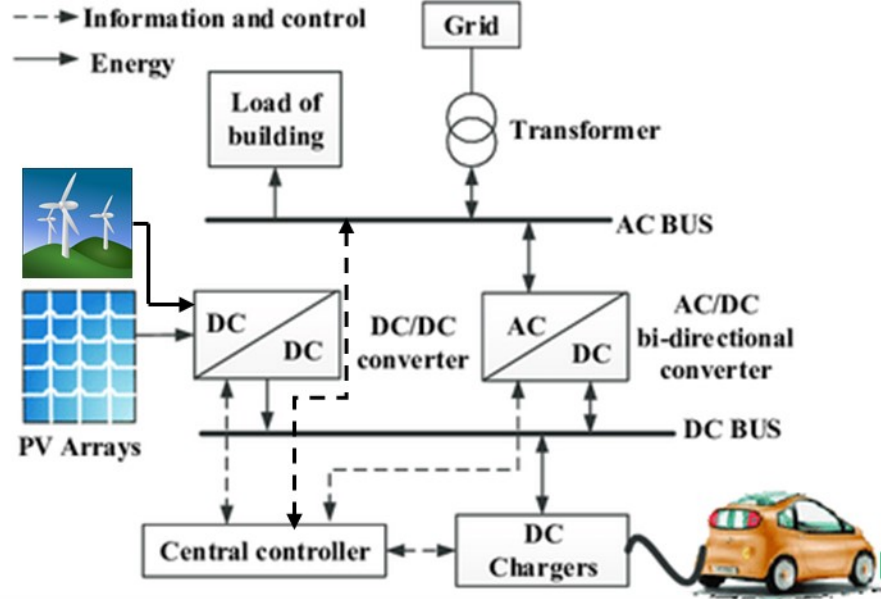 Information and control
Energy
Grid
Load of
building
Transformer
AC BUS
DC
DC
DC/DC
converter
AC
DC
AC/DC
bi-directional
converter
PV Arrays
DC BUS
Central controller
DC
Chargers